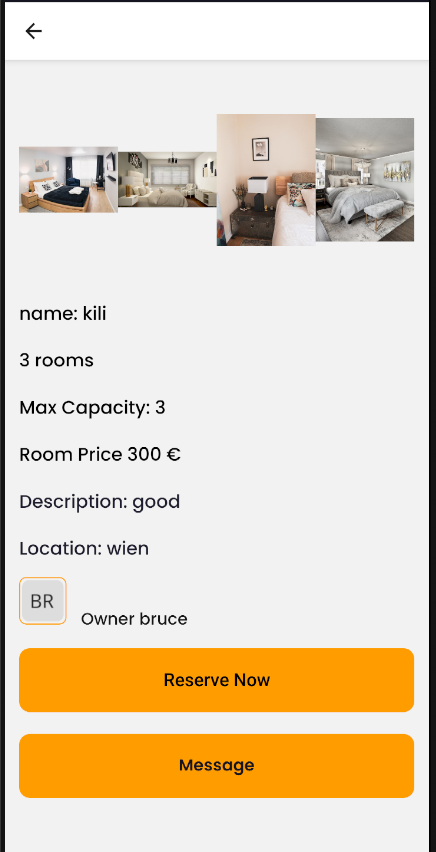 name: kili
3 rooms
Max Capacity: 3
Room Price 300 €
Description: good
Location: wien
BR
Owner bruce
Reserve Now
Message